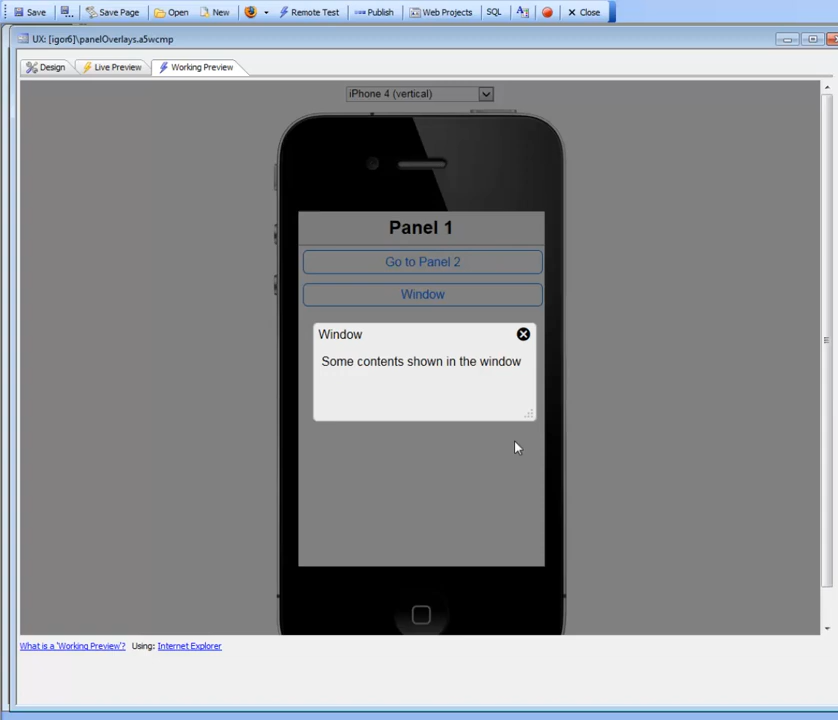 Save Save Page Open New Remote Test Publish Web Projects SQL Close
UX: [igor6]\panelOverlays.a5wcmp
Design Live Preview Working Preview
iPhone 4 (vertical)
Panel 1
Go to Panel 2
Window
Window
Some contents shown in the window
What is a 'Working Preview'? Using: Internet Explorer